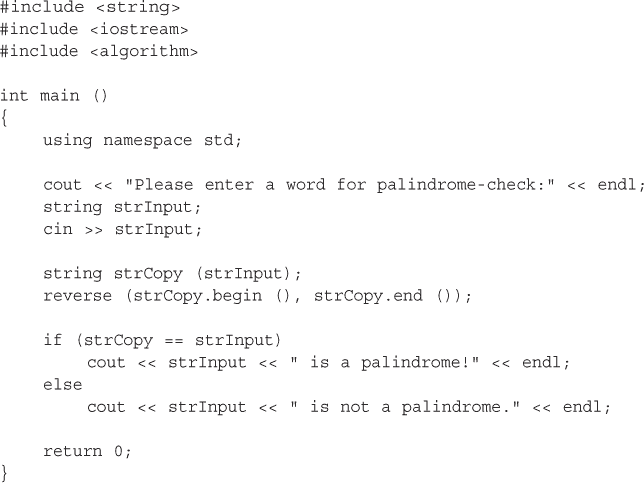 #include <string>
#include <iostream>
#include <algorithm>

int main ()
{
    using namespace std;

    cout << "Please enter a word for palindrome-check:" << endl;
    string strInput;
    cin >> strInput;

    string strCopy (strInput);
    reverse (strCopy.begin (), strCopy.end ());

    if (strCopy == strInput)
        cout << strInput << " is a palindrome!" << endl;
    else
        cout << strInput << " is not a palindrome." << endl;

    return 0;
}